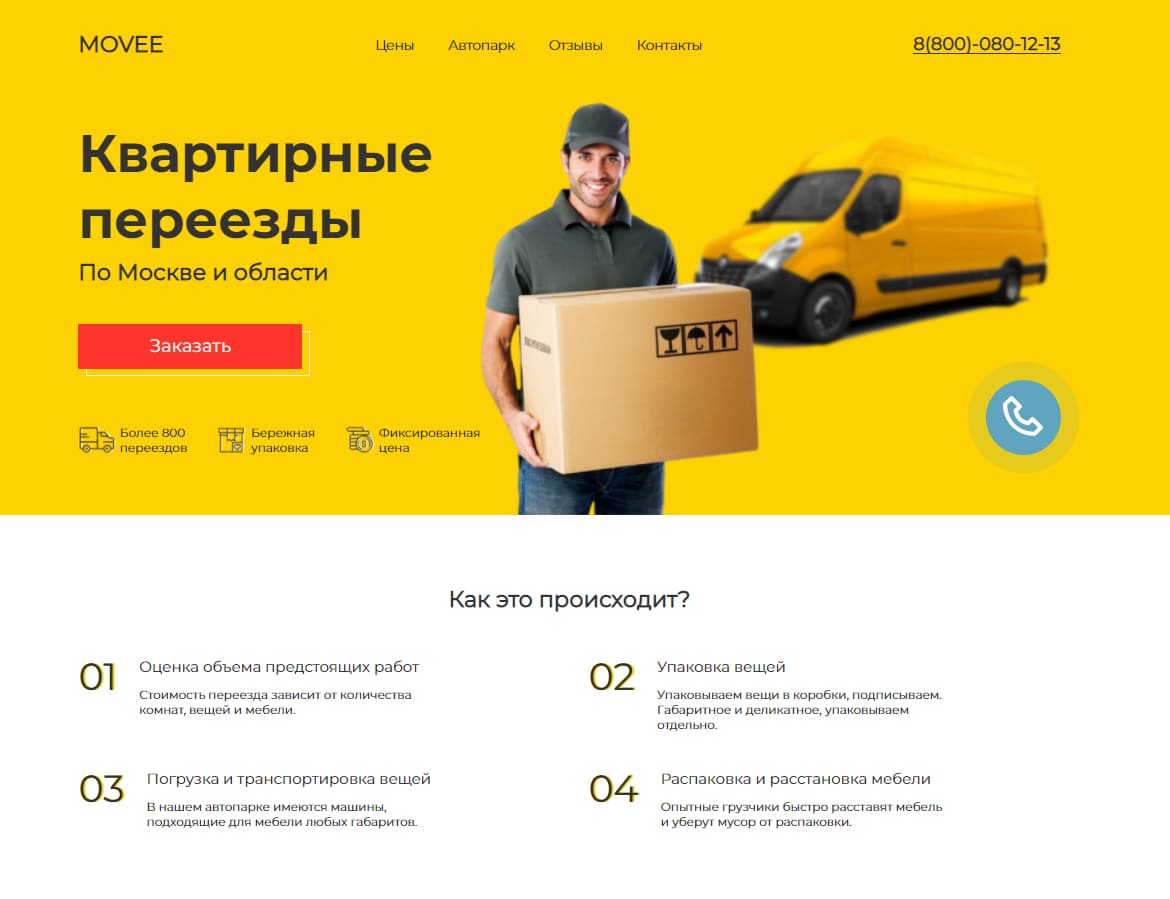 MOVEE
Цены
Автопарк
Отзывы
Контакты
8(800)-080-12-13
Квартирные
переезды
По Москве и области
Заказать
Более 800
переездов
Бережная
упаковка
Фиксированная
цена
Как это происходит?
01
Оценка объема предстоящих работ
Стоимость переезда зависит от количества
комнат, вещей и мебели.
02
Упаковка вещей
Упаковываем вещи в коробки, подписываем.
Габаритное и деликатное, упаковываем
отдельно.
03
Погрузка и транспортировка вещей
В нашем автопарке имеются машины,
подходящие для мебели любых габаритов.
04
Распаковка и расстановка мебели
Опытные грузчики быстро расставят мебель
и уберут мусор от распаковки.